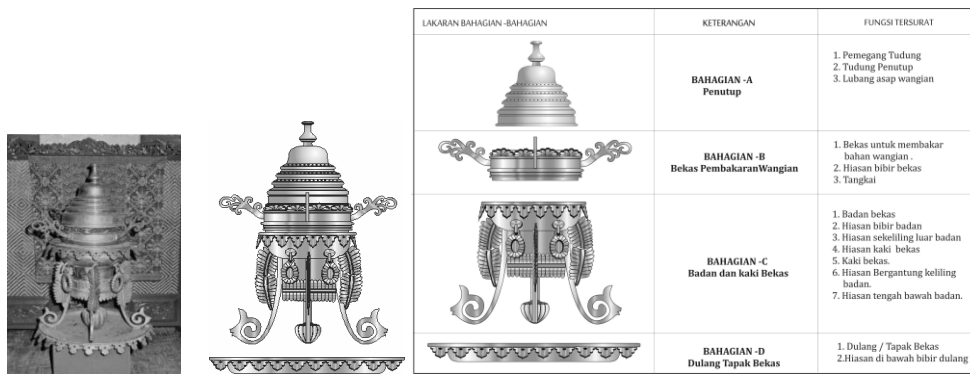 LAKARAN BAHAGIAN -BAHAGIAN
KETERANGAN
FUNGSI TERSURAT
BAHAGIAN -A
Penutup
1. Pemegang Tudung
2. Tudung Penutup
3. Lubang asap wangian
BAHAGIAN -B
Bekas PembakaranWangian
1. Bekas untuk membakar
bahan wangian .
2. Hiasan bibir bekas
3. Tangkai
BAHAGIAN -C
Badan dan kaki Bekas
1. Badan bekas
2. Hiasan bibir badan
3. Hiasan sekeliling luar badan
4. Hiasan kaki bekas
5. Kaki bekas.
6. Hiasan Bergantung keliling
badan.
7. Hiasan tengah bawah badan.
BAHAGIAN -D
Dulang Tapak Bekas
1. Dulang / Tapak Bekas
2.Hiasan di bawah bibir dulang